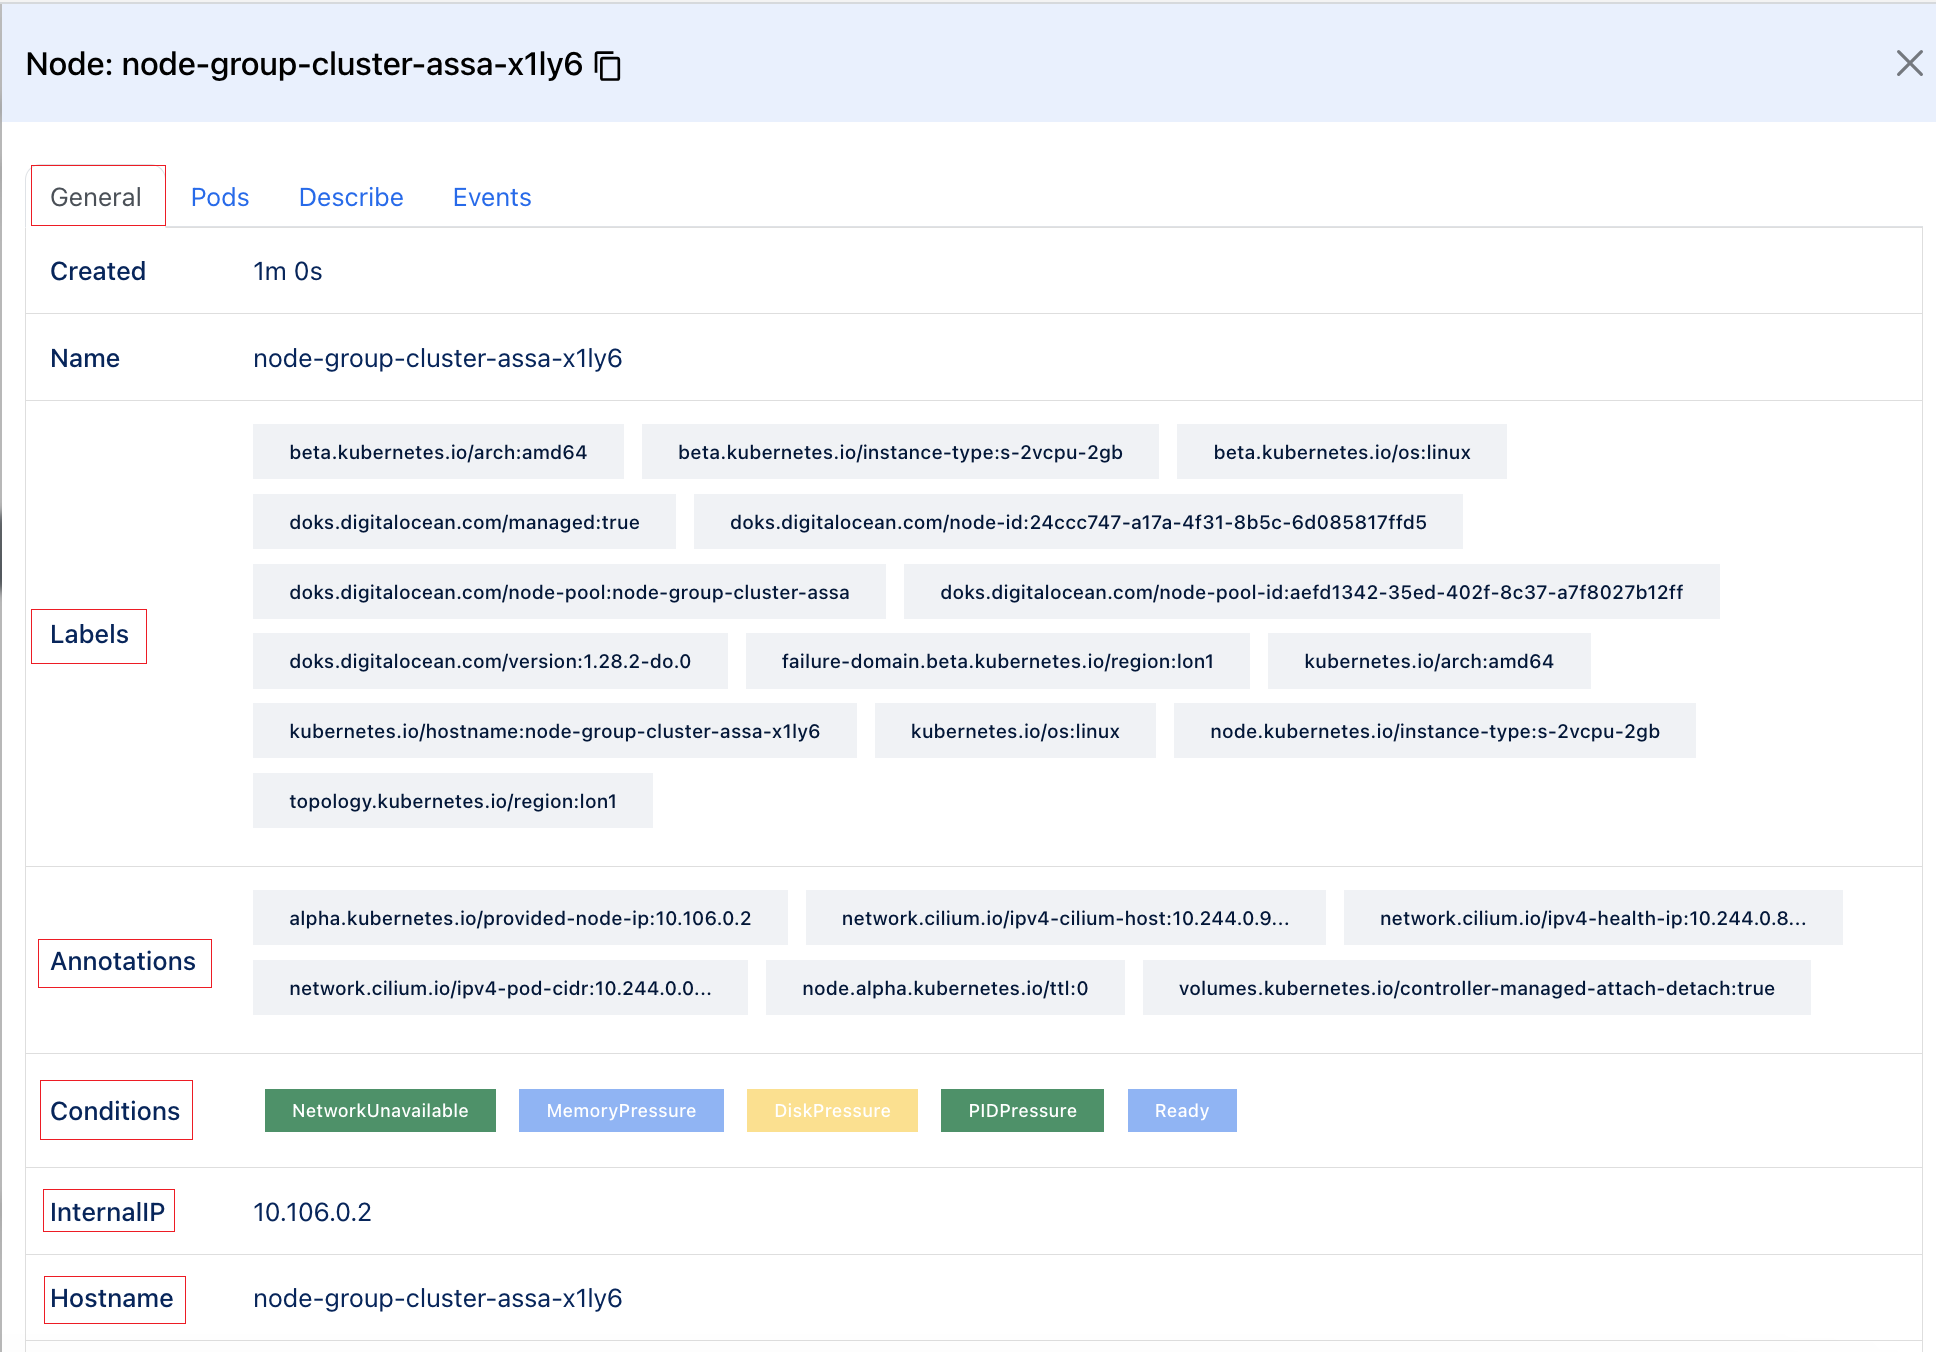 Node: node-group-cluster-assa-x1ly6
General Pods Describe Events
Created 1m 0s
Name node-group-cluster-assa-x1ly6
Labels
beta.kubernetes.io/arch:amd64 beta.kubernetes.io/instance-type:s-2vcpu-2gb beta.kubernetes.io/os:linux
doks.digitalocean.com/managed:true doks.digitalocean.com/node-id:24ccc747-a17a-4f31-8b5c-6d085817ffd5
doks.digitalocean.com/node-pool:node-group-cluster-assa doks.digitalocean.com/node-pool-id:aefd1342-35ed-402f-8c37-a7f8027b12ff
doks.digitalocean.com/version:1.28.2-do.0 failure-domain.beta.kubernetes.io/region:lon1 kubernetes.io/arch:amd64
kubernetes.io/hostname:node-group-cluster-assa-x1ly6 kubernetes.io/os:linux node.kubernetes.io/instance-type:s-2vcpu-2gb
topology.kubernetes.io/region:lon1
Annotations
alpha.kubernetes.io/provided-node-ip:10.106.0.2 network.cilium.io/ipv4-cilium-host:10.244.0.9... network.cilium.io/ipv4-health-ip:10.244.0.8...
network.cilium.io/ipv4-pod-cidr:10.244.0.0... node.alpha.kubernetes.io/ttl:0 volumes.kubernetes.io/controller-managed-attach-detach:true
Conditions NetworkUnavailable MemoryPressure DiskPressure PIDPressure Ready
InternalIP 10.106.0.2
Hostname node-group-cluster-assa-x1ly6